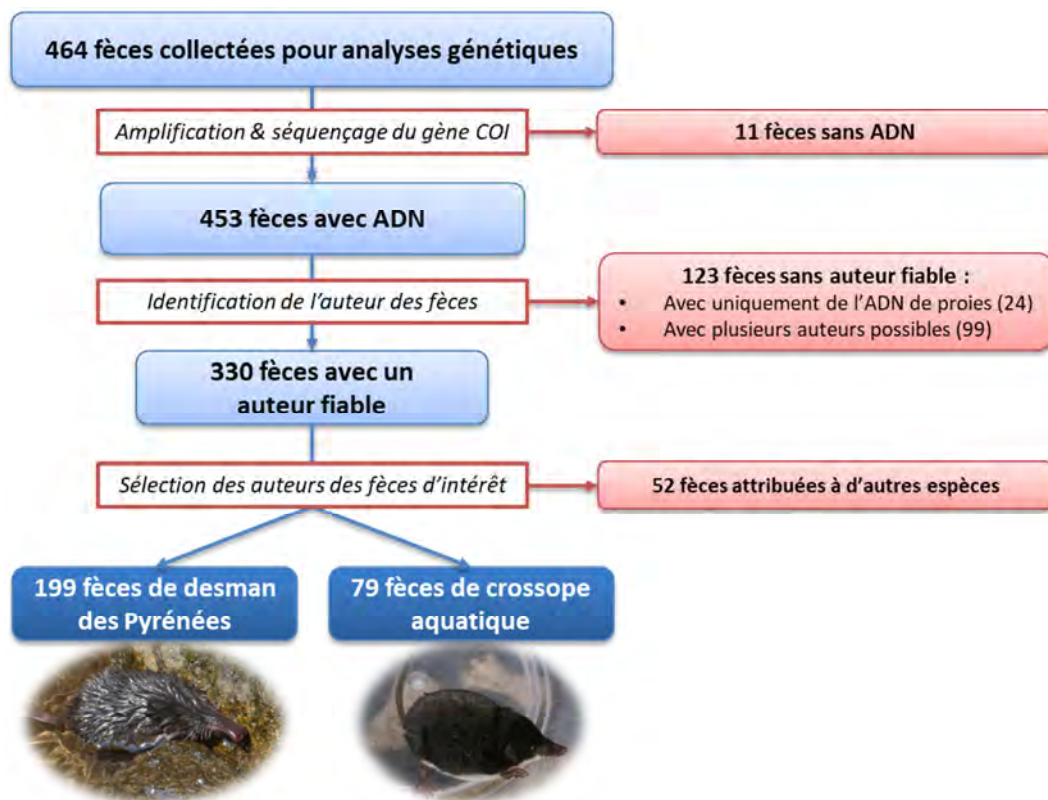 464 fèces collectées pour analyses génétiques
Amplification & séquençage du gène COI
11 fèces sans ADN
453 fèces avec ADN
Identification de l'auteur des fèces
123 fèces sans auteur fiable :
• Avec uniquement de l'ADN de proies (24)
• Avec plusieurs auteurs possibles (99)
330 fèces avec un
auteur fiable
Sélection des auteurs des fèces d'intérêt
52 fèces attribuées à d'autres espèces
199 fèces de desman
des Pyrénées
79 fèces de crossope
aquatique